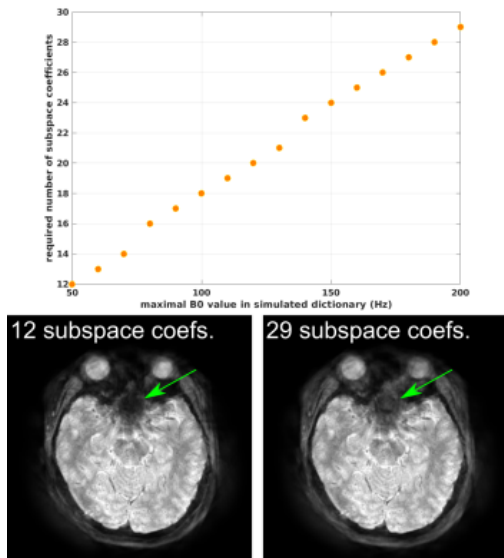 required number of subspace coefficients
28
26
24
22
20
18
16
14
12
50 100 150 200
maximal B0 value in simulated dictionary (Hz)
12 subspace coefs. 29 subspace coefs.